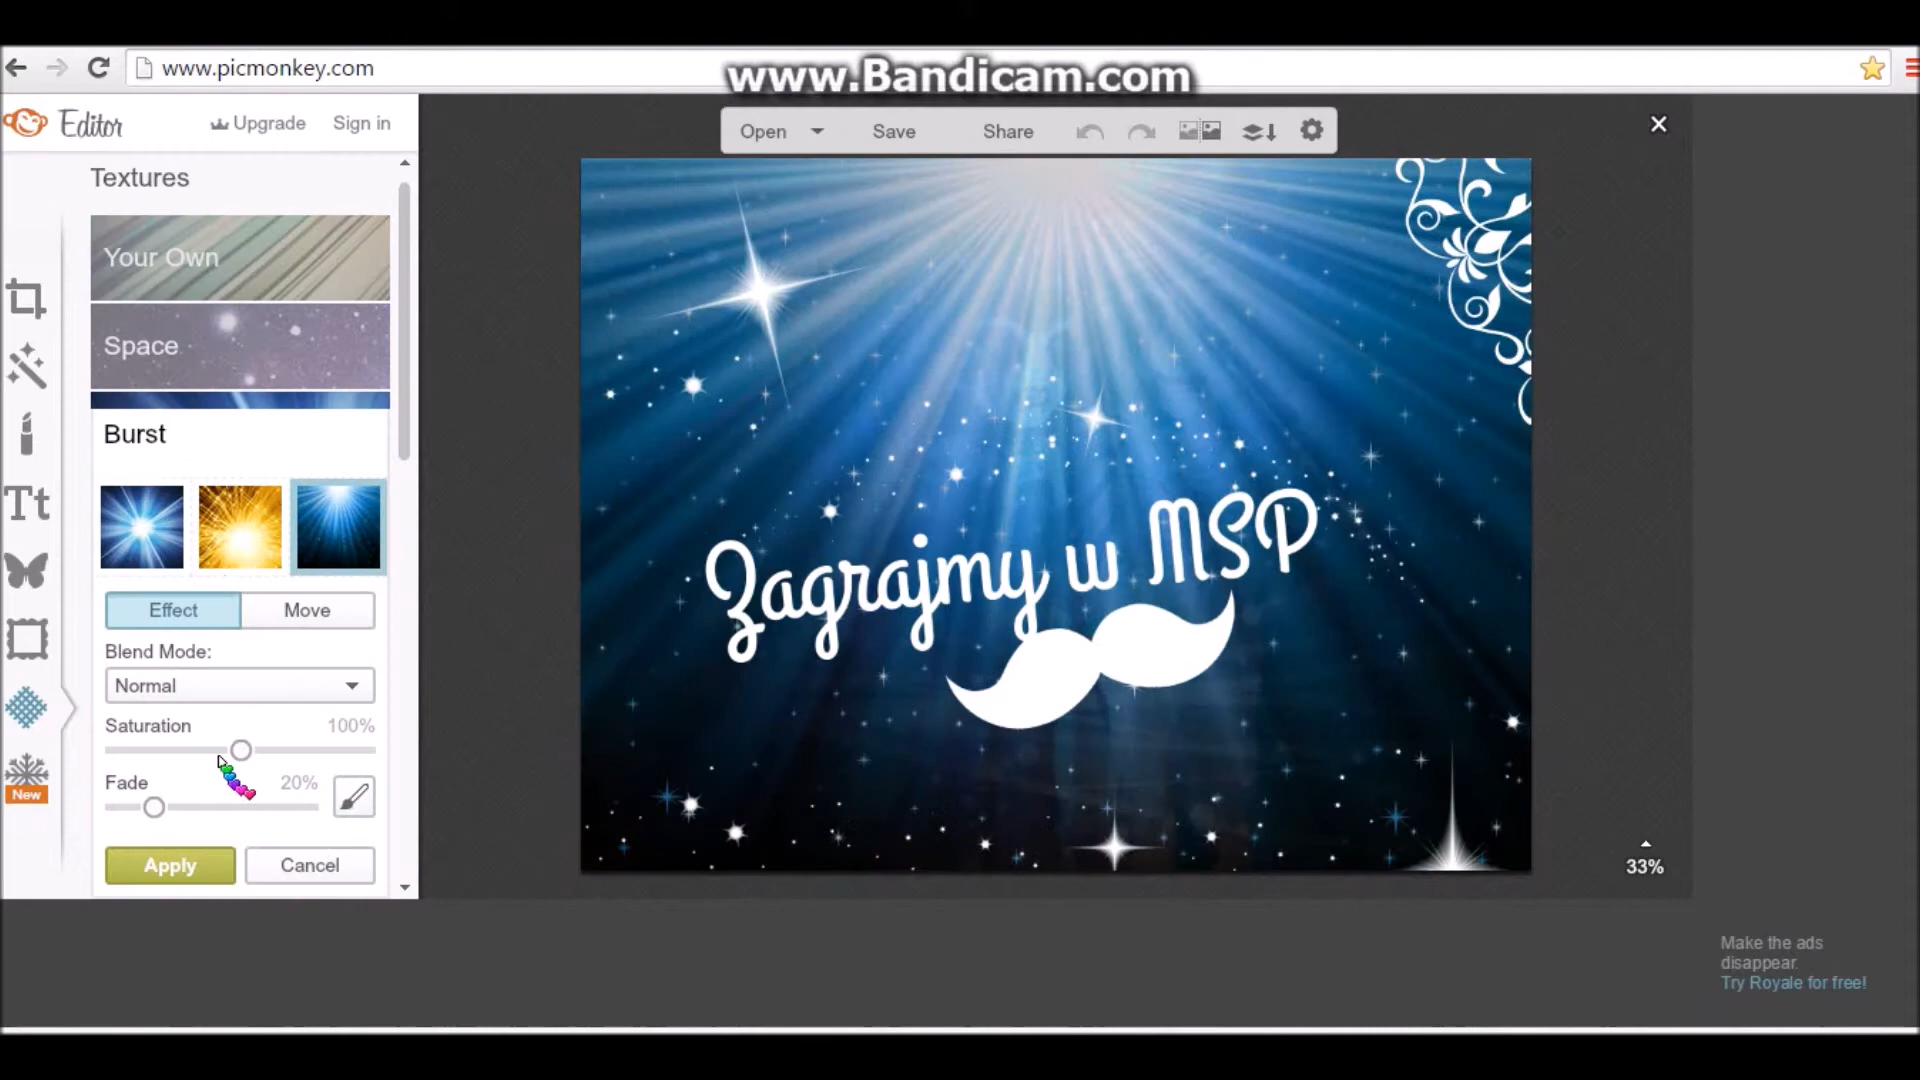 www.picmonkey.com
www.Bandicam.com
Editor
Upgrade
Sign in
Open
Save
Share
Textures
Your Own
Space
Burst
Effect
Move
Blend Mode:
Normal
Saturation 100%
Fade 20%
Apply
Cancel
Tt
New
Zagrajmy w MSP
33%
Make the ads
disappear.
Try Royale for free!